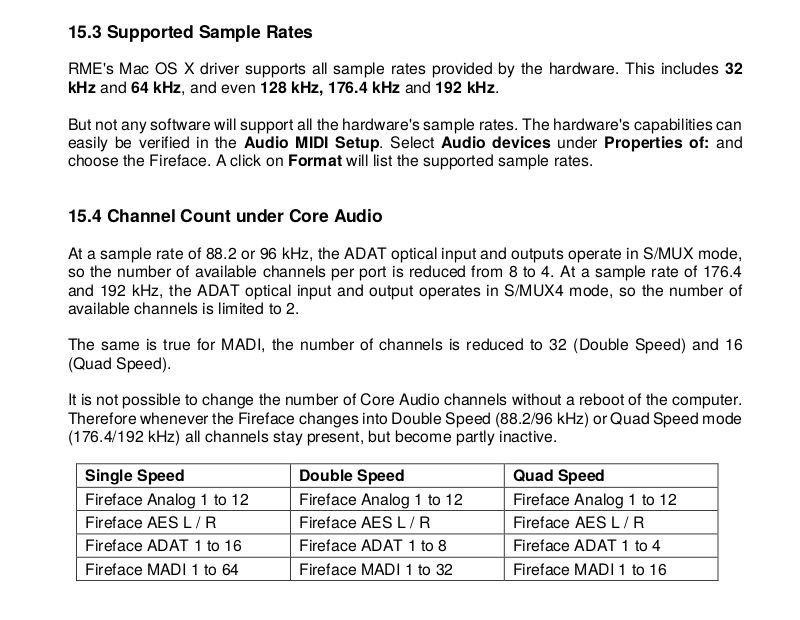 15.3 Supported Sample Rates
RME's Mac OS X driver supports all sample rates provided by the hardware. This includes 32
kHz and 64 kHz, and even 128 kHz, 176.4 kHz and 192 kHz.
But not any software will support all the hardware's sample rates. The hardware's capabilities can
easily be verified in the Audio MIDI Setup. Select Audio devices under Properties of: and
choose the Fireface. A click on Format will list the supported sample rates.
15.4 Channel Count under Core Audio
At a sample rate of 88.2 or 96 kHz, the ADAT optical input and outputs operate in S/MUX mode,
so the number of available channels per port is reduced from 8 to 4. At a sample rate of 176.4
and 192 kHz, the ADAT optical input and output operates in S/MUX4 mode, so the number of
available channels is limited to 2.
The same is true for MADI, the number of channels is reduced to 32 (Double Speed) and 16
(Quad Speed).
It is not possible to change the number of Core Audio channels without a reboot of the computer.
Therefore whenever the Fireface changes into Double Speed (88.2/96 kHz) or Quad Speed mode
(176.4/192 kHz) all channels stay present, but become partly inactive.
Single Speed Double Speed Quad Speed
Fireface Analog 1 to 12 Fireface Analog 1 to 12 Fireface Analog 1 to 12
Fireface AES L / R Fireface AES L / R Fireface AES L / R
Fireface ADAT 1 to 16 Fireface ADAT 1 to 8 Fireface ADAT 1 to 4
Fireface MADI 1 to 64 Fireface MADI 1 to 32 Fireface MADI 1 to 16